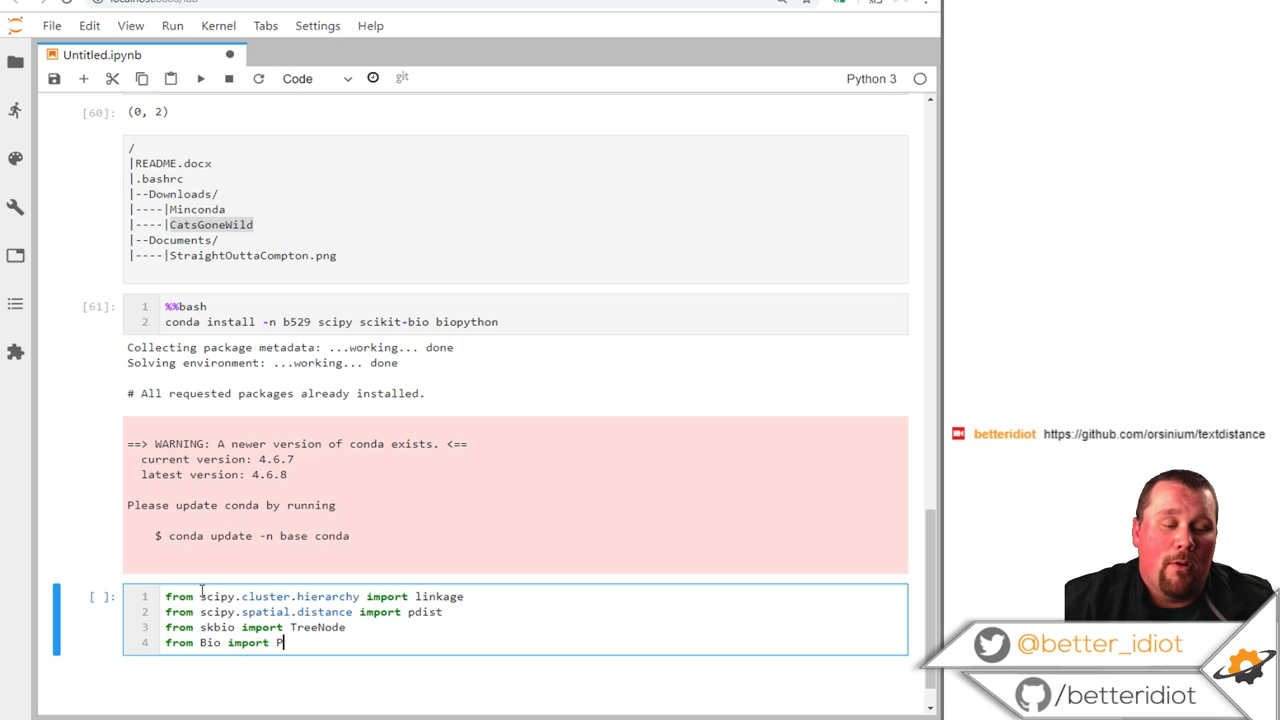 File Edit View Run Kernel Tabs Settings Help
Untitled.ipynb
Code
git
Python 3
[60]: (0, 2)
/
|README.docx
|.bashrc
|--Downloads/
|----|Minconda
|----|CatsGoneWild
|--Documents/
|----|StraightOuttaCompton.png
[61]: 1 %%bash
2 conda install -n b529 scipy scikit-bio biopython
Collecting package metadata: ...working... done
Solving environment: ...working... done
# All requested packages already installed.
==> WARNING: A newer version of conda exists. <==
current version: 4.6.7
latest version: 4.6.8
Please update conda by running
$ conda update -n base conda
[ ]: 1 from scipy.cluster.hierarchy import linkage
2 from scipy.spatial.distance import pdist
3 from skbio import TreeNode
4 from Bio import P
betteridiot https://github.com/orsinium/textdistance
@better_idiot
/betteridiot